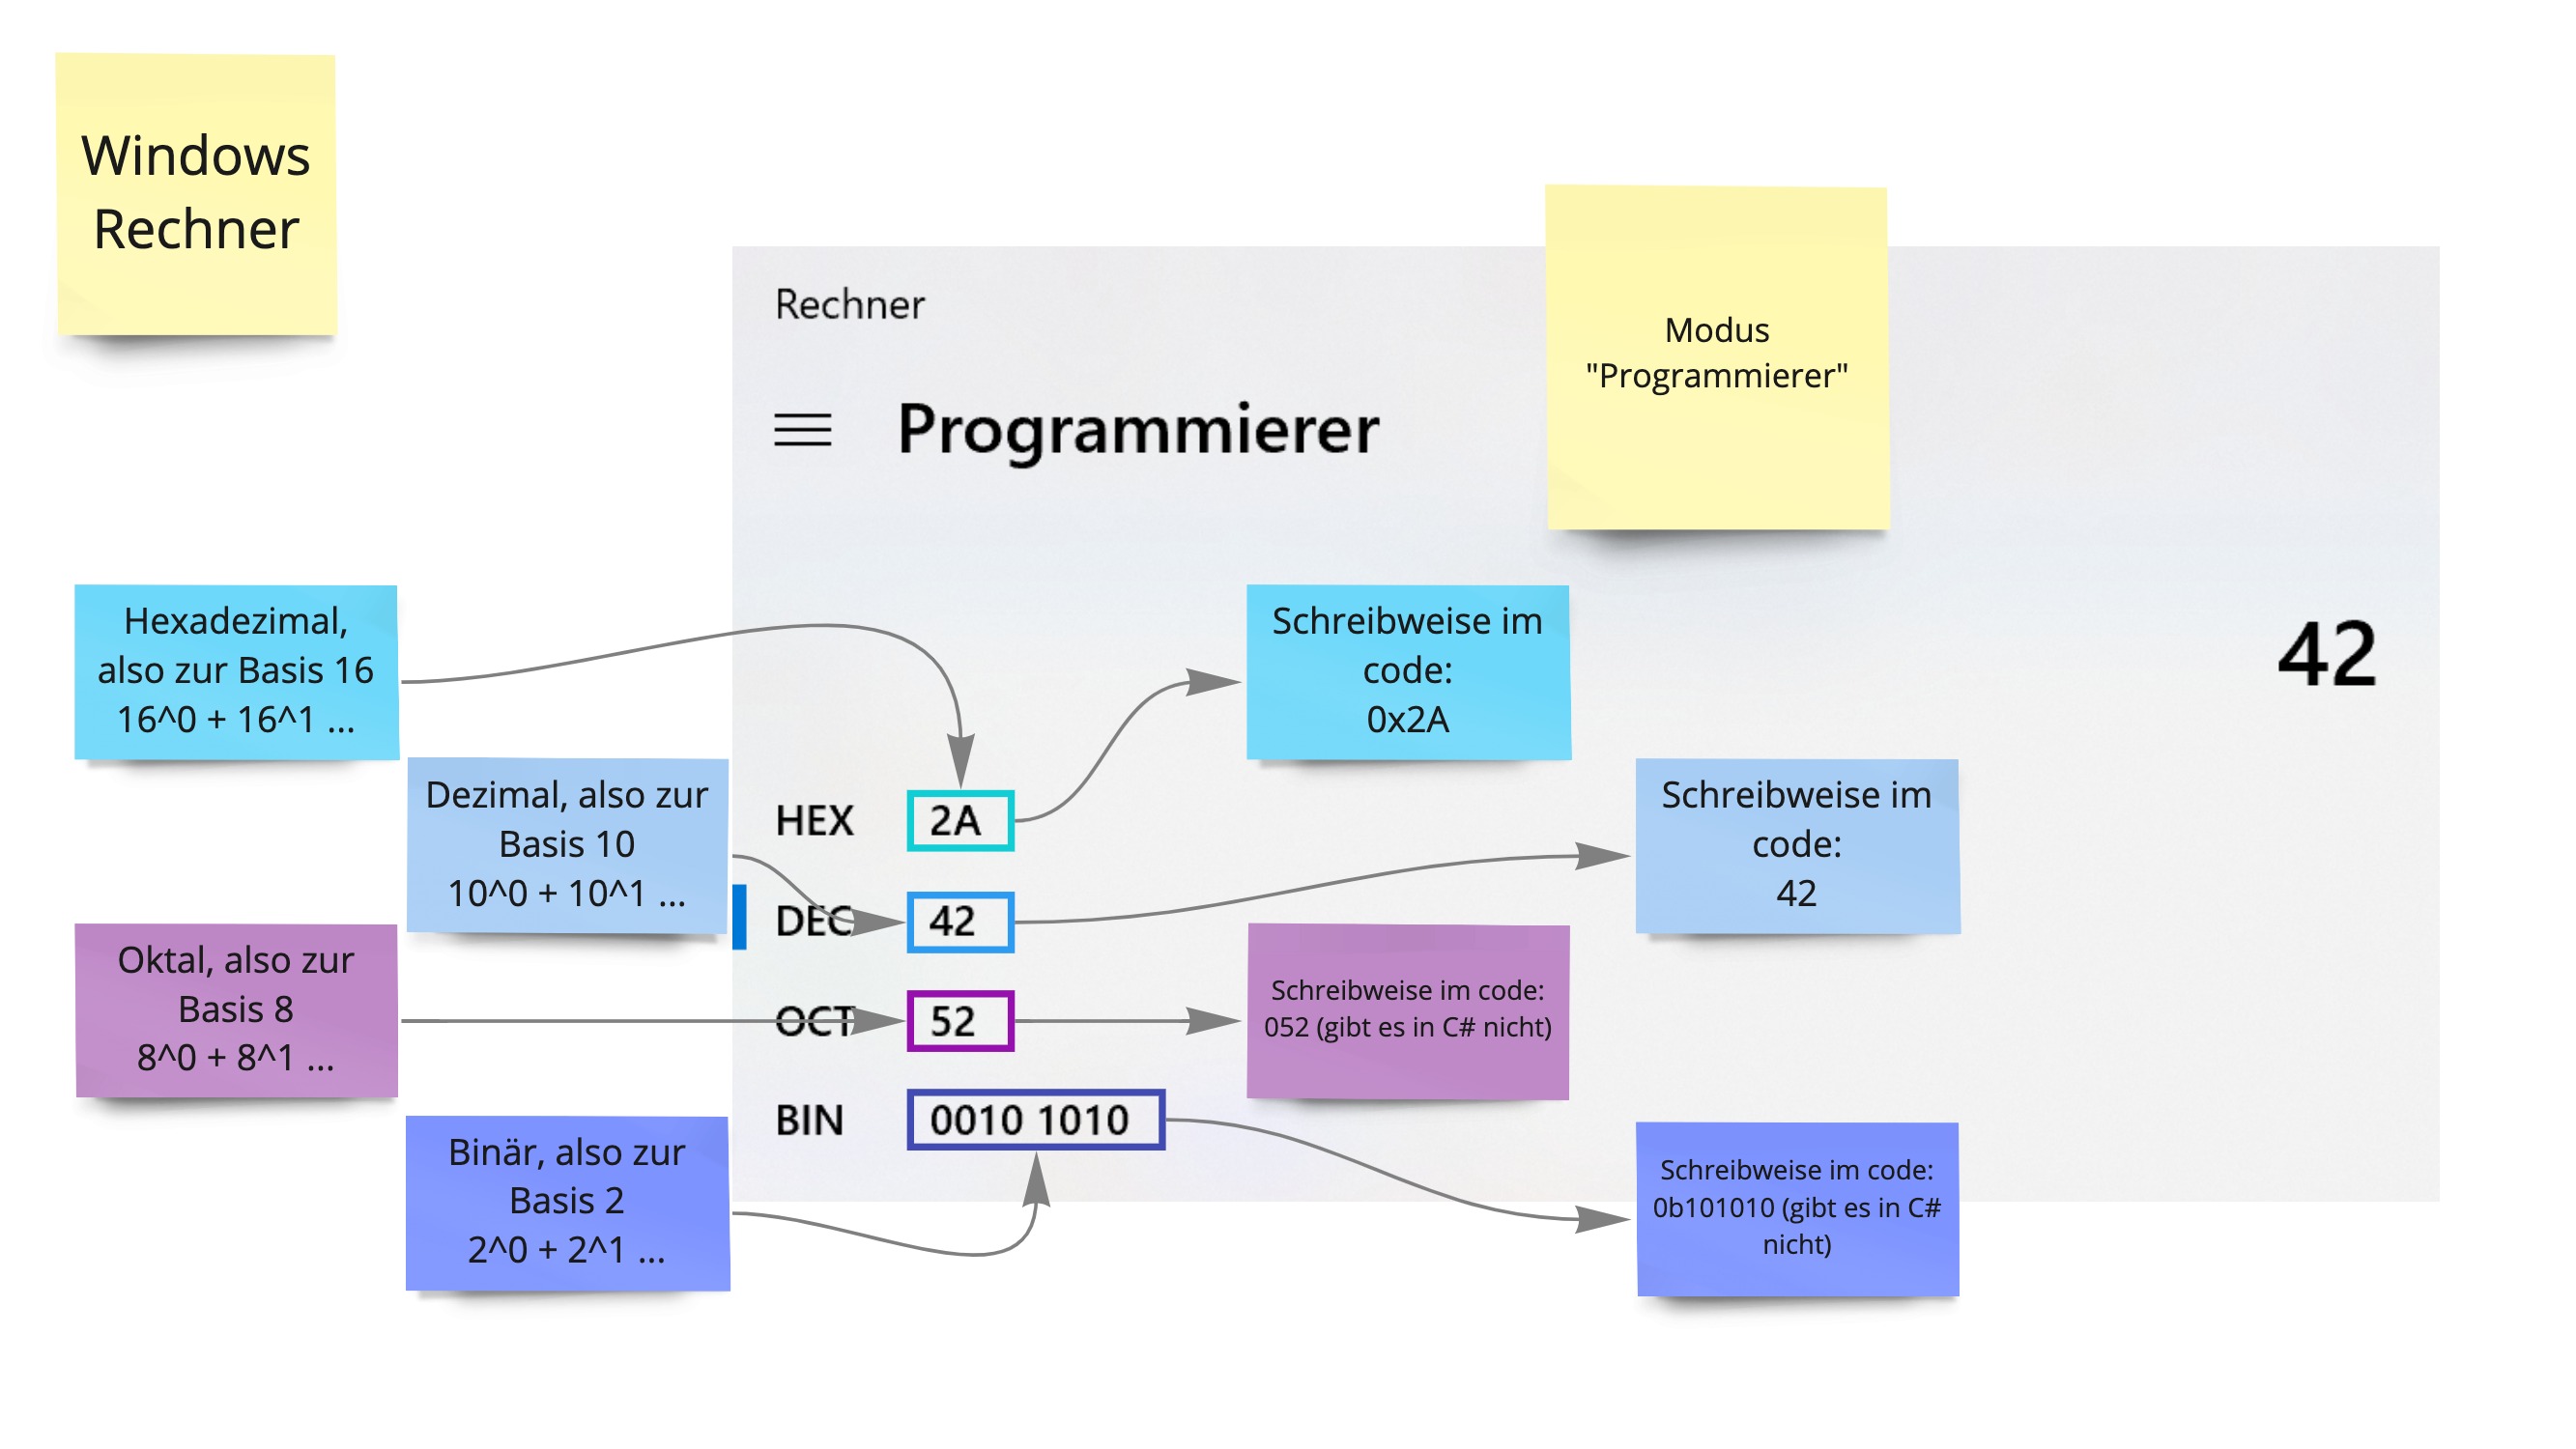 Windows
Rechner
Modus
"Programmierer"
Rechner
Programmierer
42
Hexadezimal,
also zur Basis 16
16^0 + 16^1 ...
Schreibweise im
code:
0x2A
Dezimal, also zur
Basis 10
10^0 + 10^1 ...
HEX 2A
Schreibweise im
code:
42
DEC 42
Oktal, also zur
Basis 8
8^0 + 8^1 ...
OCT 52
Schreibweise im code:
052 (gibt es in C# nicht)
BIN 0010 1010
Binär, also zur
Basis 2
2^0 + 2^1 ...
Schreibweise im code:
0b101010 (gibt es in C#
nicht)